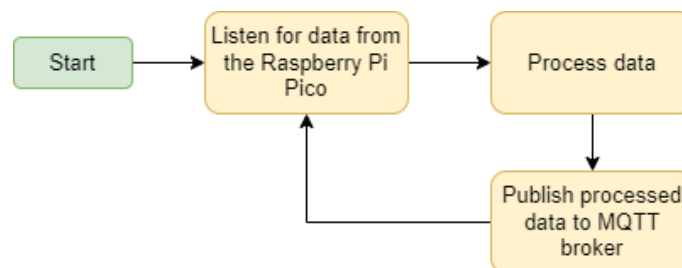 Start
Listen for data from
the Raspberry Pi
Pico
Process data
Publish processed
data to MQTT
broker